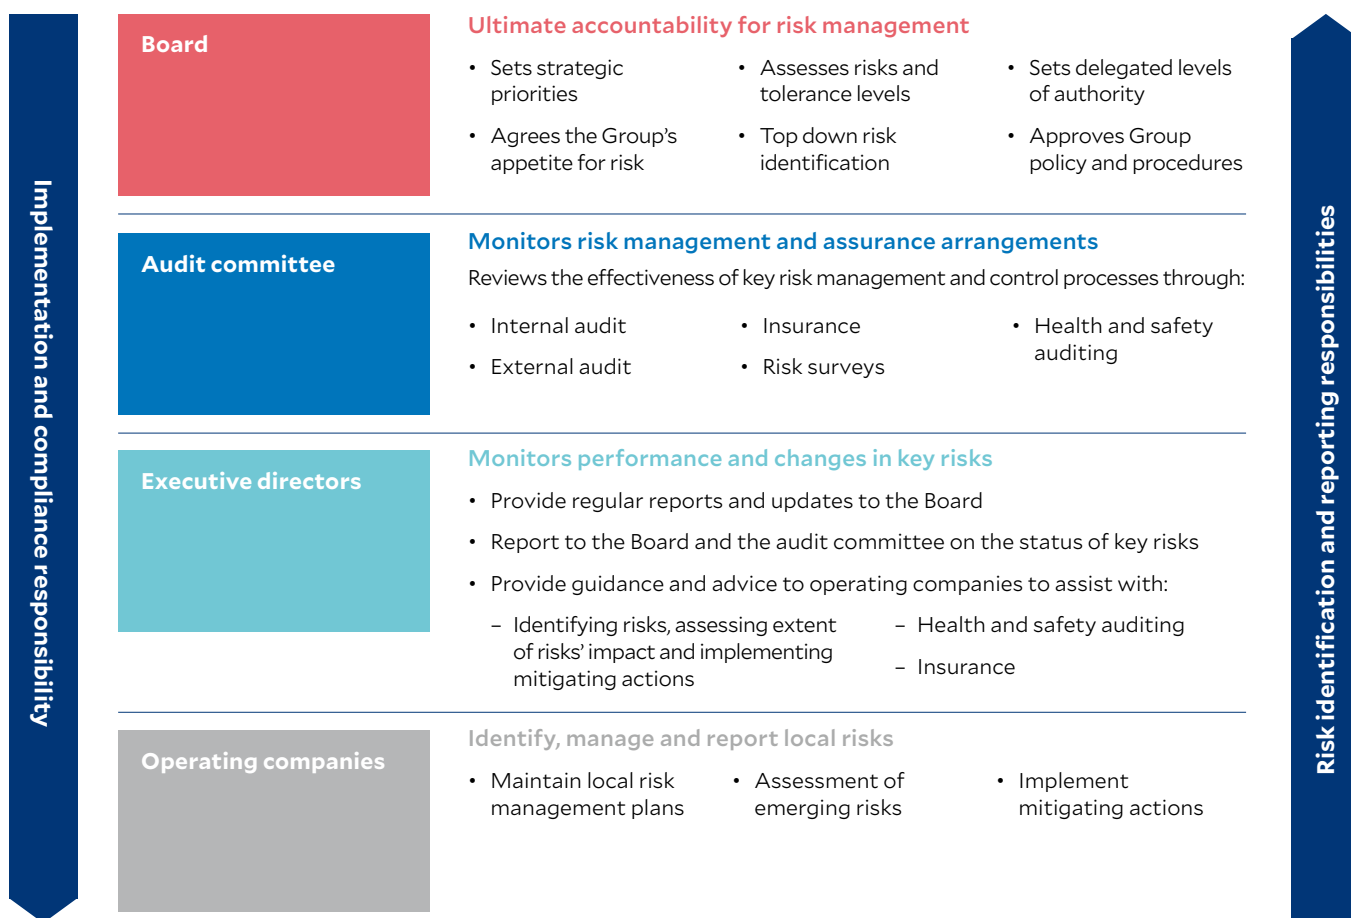 Implementation and compliance responsibility
Board
Ultimate accountability for risk management
• Sets strategic
priorities
• Agrees the Group’s
appetite for risk
• Assesses risks and
tolerance levels
• Top down risk
identification
• Sets delegated levels
of authority
• Approves Group
policy and procedures
Audit committee
Monitors risk management and assurance arrangements
Reviews the effectiveness of key risk management and control processes through:
• Internal audit
• External audit
• Insurance
• Risk surveys
• Health and safety
auditing
Executive directors
Monitors performance and changes in key risks
• Provide regular reports and updates to the Board
• Report to the Board and the audit committee on the status of key risks
• Provide guidance and advice to operating companies to assist with:
– Identifying risks, assessing extent
of risks’ impact and implementing
mitigating actions
– Health and safety auditing
– Insurance
Operating companies
Identify, manage and report local risks
• Maintain local risk
management plans
• Assessment of
emerging risks
• Implement
mitigating actions
Risk identification and reporting responsibilities